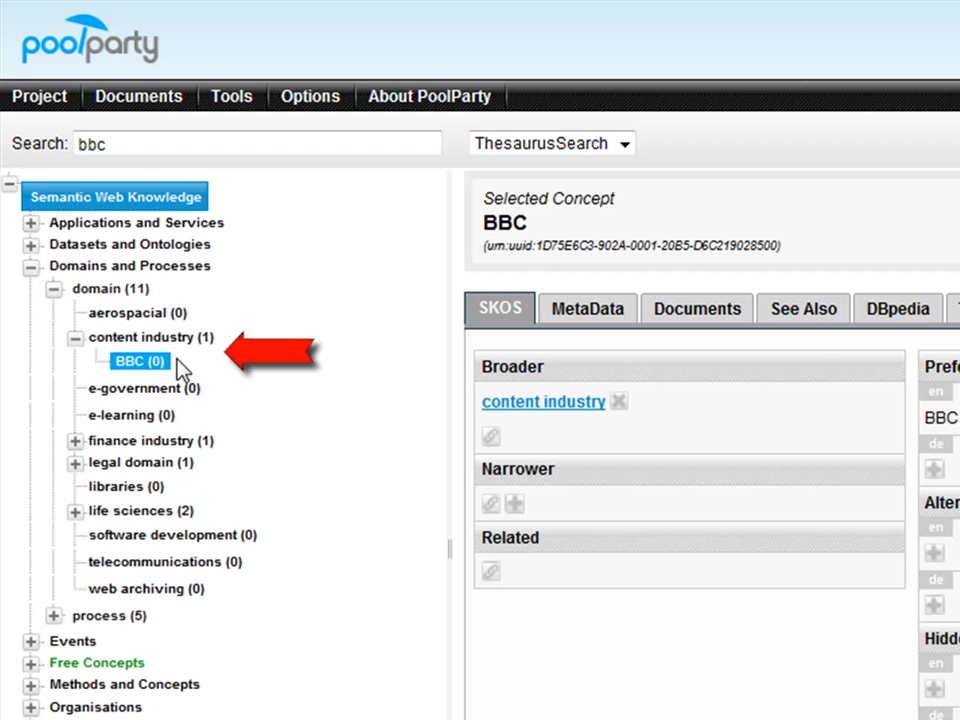 poolparty
Project Documents Tools Options About PoolParty
Search: bbc ThesaurusSearch
Semantic Web Knowledge
Applications and Services
Datasets and Ontologies
Domains and Processes
domain (11)
aerospacial (0)
content industry (1)
BBC (0)
e-government (0)
e-learning (0)
finance industry (1)
legal domain (1)
libraries (0)
life sciences (2)
software development (0)
telecommunications (0)
web archiving (0)
process (5)
Events
Free Concepts
Methods and Concepts
Organisations
Selected Concept
BBC
(urn:uuid:1D75E6C3-902A-0001-20B5-D6C219028500)
SKOS MetaData Documents See Also DBpedia
Broader
content industry
Narrower
Related
Prefe
en
BBC
de
Alter
en
de
Hidde
en
de